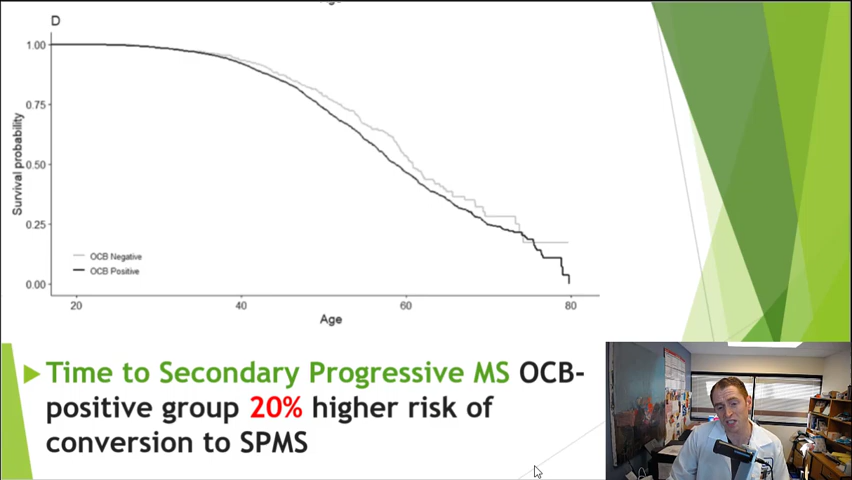 D
1.00
0.75
0.50
0.25
0.00
Survival probability
OCB Negative
OCB Positive
20
40
60
80
Age
Time to Secondary Progressive MS OCB-
positive group 20% higher risk of
conversion to SPMS